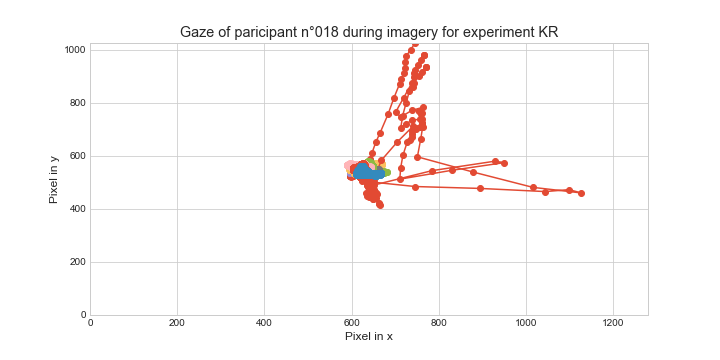 Gaze of paricipant n°018 during imagery for experiment KR
Pixel in y
1000
800
600
400
200
0
0 200 400 600 800 1000 1200
Pixel in x